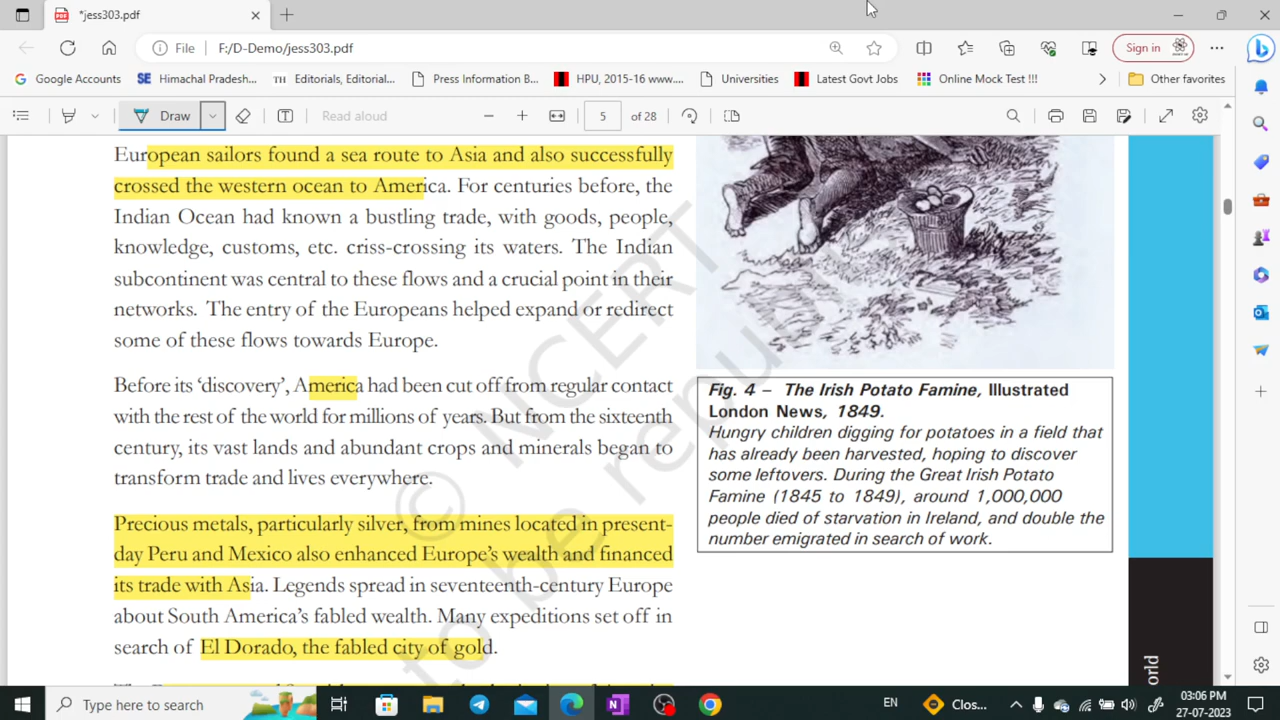 *jess303.pdf
File F:/D-Demo/jess303.pdf
Sign in
Google Accounts
SE Himachal Pradesh...
TH Editorials, Editorial...
Press Information B...
HPU, 2015-16 www....
Universities
Latest Govt Jobs
Online Mock Test !!!
Other favorites
Draw
Read aloud
5 of 28
European sailors found a sea route to Asia and also successfully
crossed the western ocean to America. For centuries before, the
Indian Ocean had known a bustling trade, with goods, people,
knowledge, customs, etc. criss-crossing its waters. The Indian
subcontinent was central to these flows and a crucial point in their
networks. The entry of the Europeans helped expand or redirect
some of these flows towards Europe.
Before its ‘discovery’, America had been cut off from regular contact
with the rest of the world for millions of years. But from the sixteenth
century, its vast lands and abundant crops and minerals began to
transform trade and lives everywhere.
Precious metals, particularly silver, from mines located in present-
day Peru and Mexico also enhanced Europe’s wealth and financed
its trade with Asia. Legends spread in seventeenth-century Europe
about South America’s fabled wealth. Many expeditions set off in
search of El Dorado, the fabled city of gold.
Fig. 4 – The Irish Potato Famine, Illustrated
London News, 1849.
Hungry children digging for potatoes in a field that
has already been harvested, hoping to discover
some leftovers. During the Great Irish Potato
Famine (1845 to 1849), around 1,000,000
people died of starvation in Ireland, and double the
number emigrated in search of work.
© NCERT
to be republ
orld
Type here to search
EN
Clos...
03:06 PM
27-07-2023